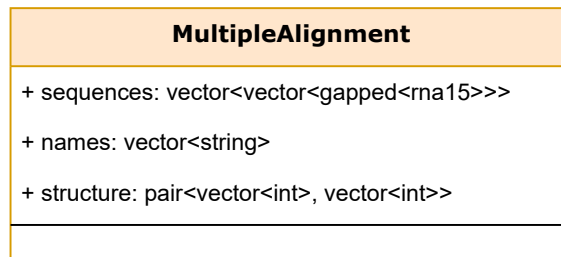 MultipleAlignment
+ sequences: vector<vector<gapped<rna15>>>
+ names: vector<string>
+ structure: pair<vector<int>, vector<int>>